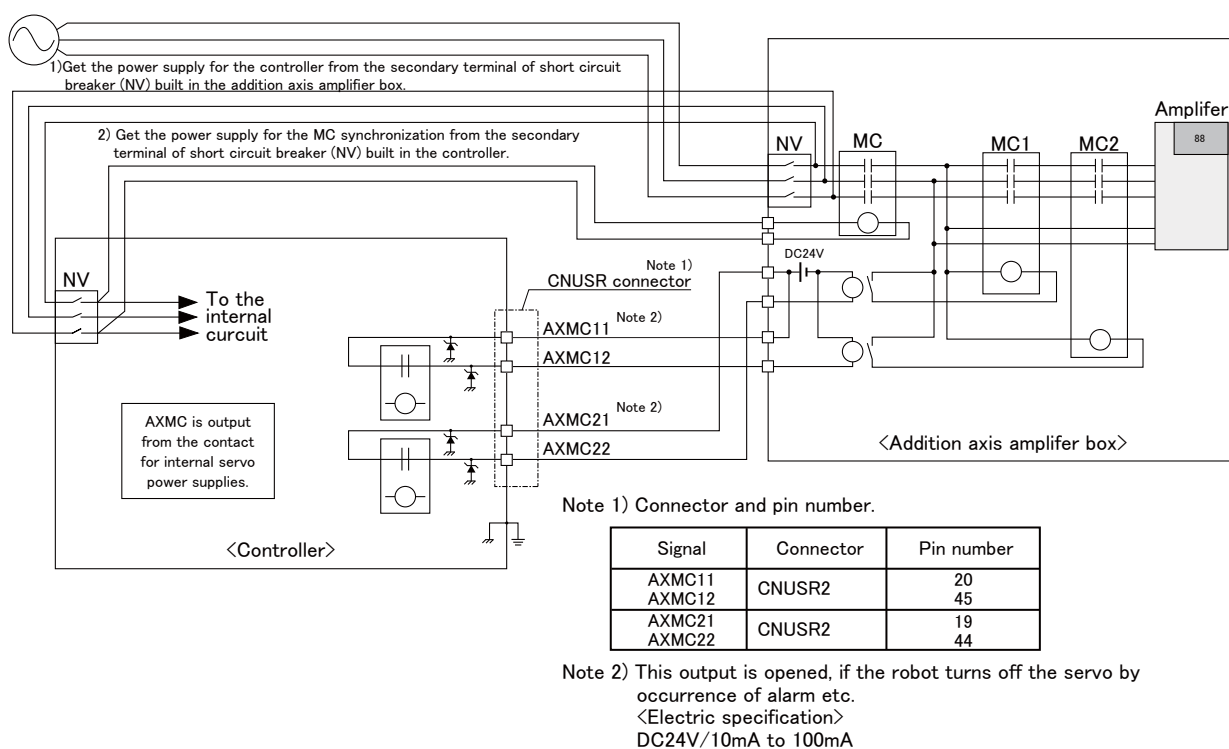 1)Get the power supply for the controller from the secondary terminal of short circuit
breaker (NV) built in the addition axis amplifier box.
2) Get the power supply for the MC synchronization from the secondary
terminal of short circuit breaker (NV) built in the controller.
Amplifer
88
NV
MC
MC1
MC2
DC24V
NV
To the
internal
curcuit
Note 1)
CNUSR connector
AXMC11 Note 2)
AXMC12
AXMC21 Note 2)
AXMC22
AXMC is output
from the contact
for internal servo
power supplies.
<Controller>
<Addition axis amplifer box>
Note 1) Connector and pin number.
Signal Connector Pin number
AXMC11 CNUSR2 20
AXMC12 45
AXMC21 CNUSR2 19
AXMC22 44
Note 2) This output is opened, if the robot turns off the servo by
occurrence of alarm etc.
<Electric specification>
DC24V/10mA to 100mA